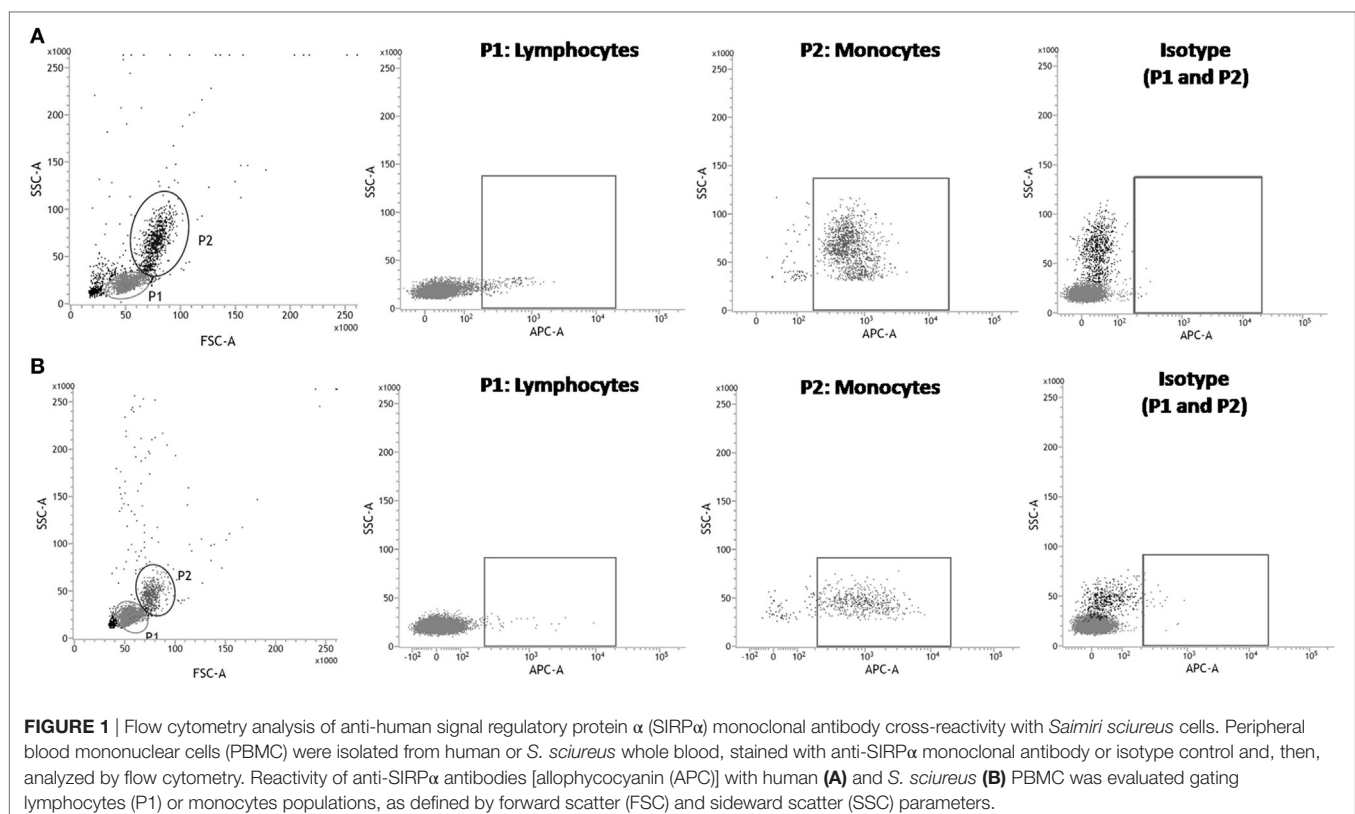 A
P1: Lymphocytes
P2: Monocytes
Isotype
(P1 and P2)
x1000
250
200
150
100
50
0
SSC-A
P2
P1
0 50 100 150 200 250
x1000
FSC-A
x1000
250
200
150
100
50
0
SSC-A
0 10² 10³ 10⁴ 10⁵
APC-A
x1000
250
200
150
100
50
0
SSC-A
0 10² 10³ 10⁴ 10⁵
APC-A
x1000
250
200
150
100
50
0
SSC-A
0 10² 10³ 10⁴ 10⁵
APC-A
B
P1: Lymphocytes
P2: Monocytes
Isotype
(P1 and P2)
x1000
250
200
150
100
50
0
SSC-A
P2
P1
0 50 100 150 200 250
x1000
FSC-A
x1000
250
200
150
100
50
0
SSC-A
-10² 0 10² 10³ 10⁴ 10⁵
APC-A
x1000
250
200
150
100
50
0
SSC-A
-10² 0 10² 10³ 10⁴ 10⁵
APC-A
x1000
250
200
150
100
50
0
SSC-A
0 10² 10³ 10⁴ 10⁵
APC-A
FIGURE 1 | Flow cytometry analysis of anti-human signal regulatory protein α (SIRPα) monoclonal antibody cross-reactivity with Saimiri sciureus cells. Peripheral
blood mononuclear cells (PBMC) were isolated from human or S. sciureus whole blood, stained with anti-SIRPα monoclonal antibody or isotype control and, then,
analyzed by flow cytometry. Reactivity of anti-SIRPα antibodies [allophycocyanin (APC)] with human (A) and S. sciureus (B) PBMC was evaluated gating
lymphocytes (P1) or monocytes populations, as defined by forward scatter (FSC) and sideward scatter (SSC) parameters.